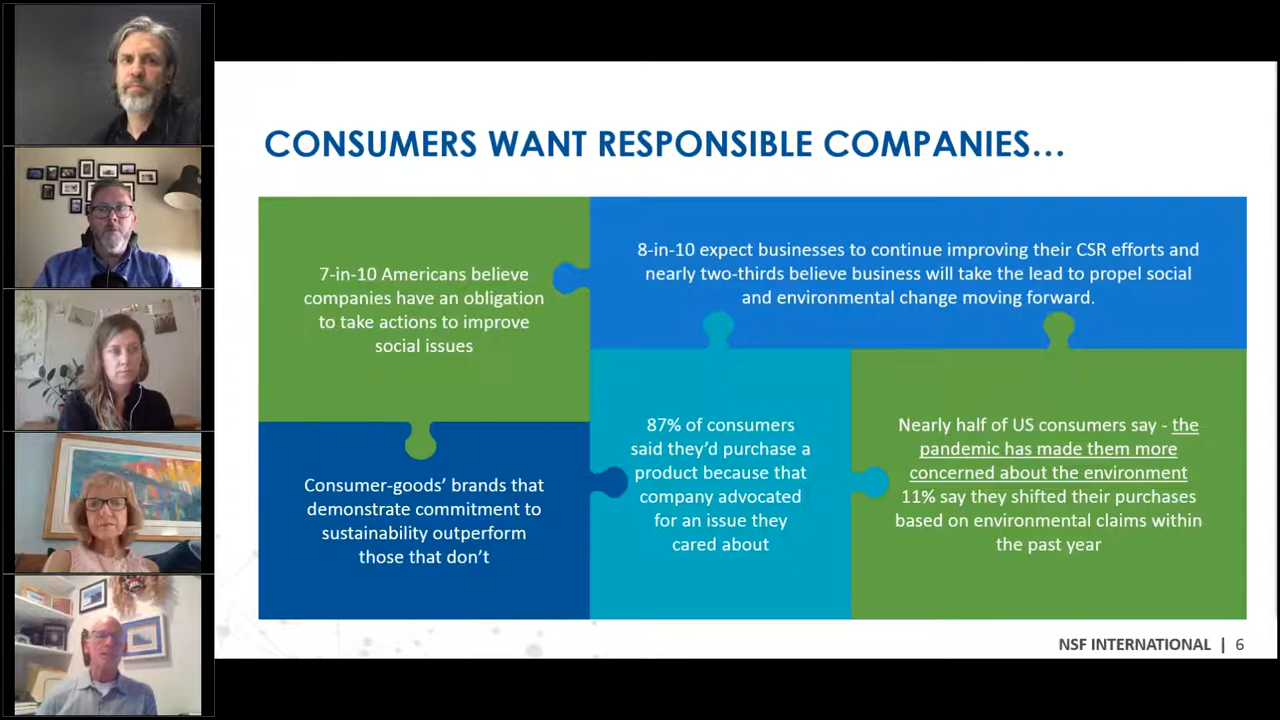 CONSUMERS WANT RESPONSIBLE COMPANIES...
7-in-10 Americans believe
companies have an obligation
to take actions to improve
social issues
8-in-10 expect businesses to continue improving their CSR efforts and
nearly two-thirds believe business will take the lead to propel social
and environmental change moving forward.
Consumer-goods’ brands that
demonstrate commitment to
sustainability outperform
those that don’t
87% of consumers
said they’d purchase a
product because that
company advocated
for an issue they
cared about
Nearly half of US consumers say - the
pandemic has made them more
concerned about the environment
11% say they shifted their purchases
based on environmental claims within
the past year
NSF INTERNATIONAL | 6